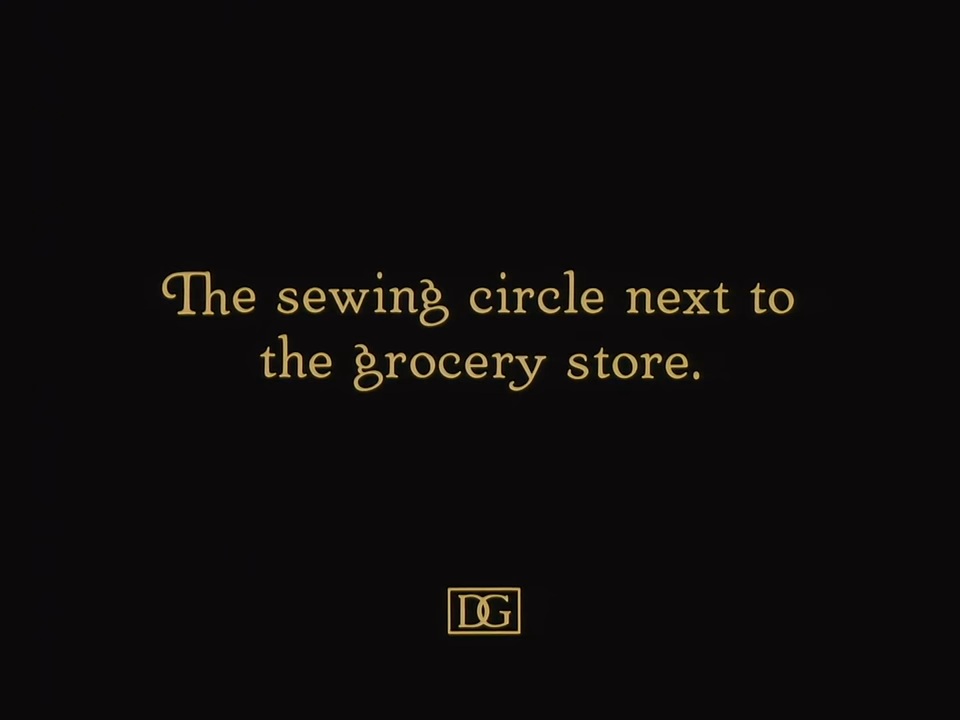 The sewing circle next to
the grocery store.
DG